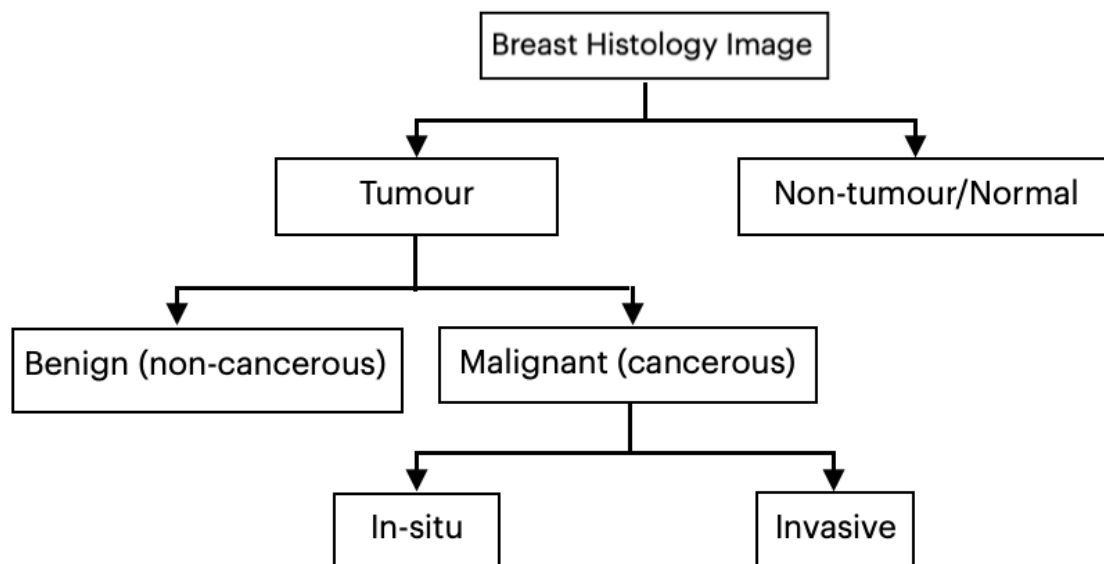 Breast Histology Image
Tumour
Non-tumour/Normal
Benign (non-cancerous)
Malignant (cancerous)
In-situ
Invasive